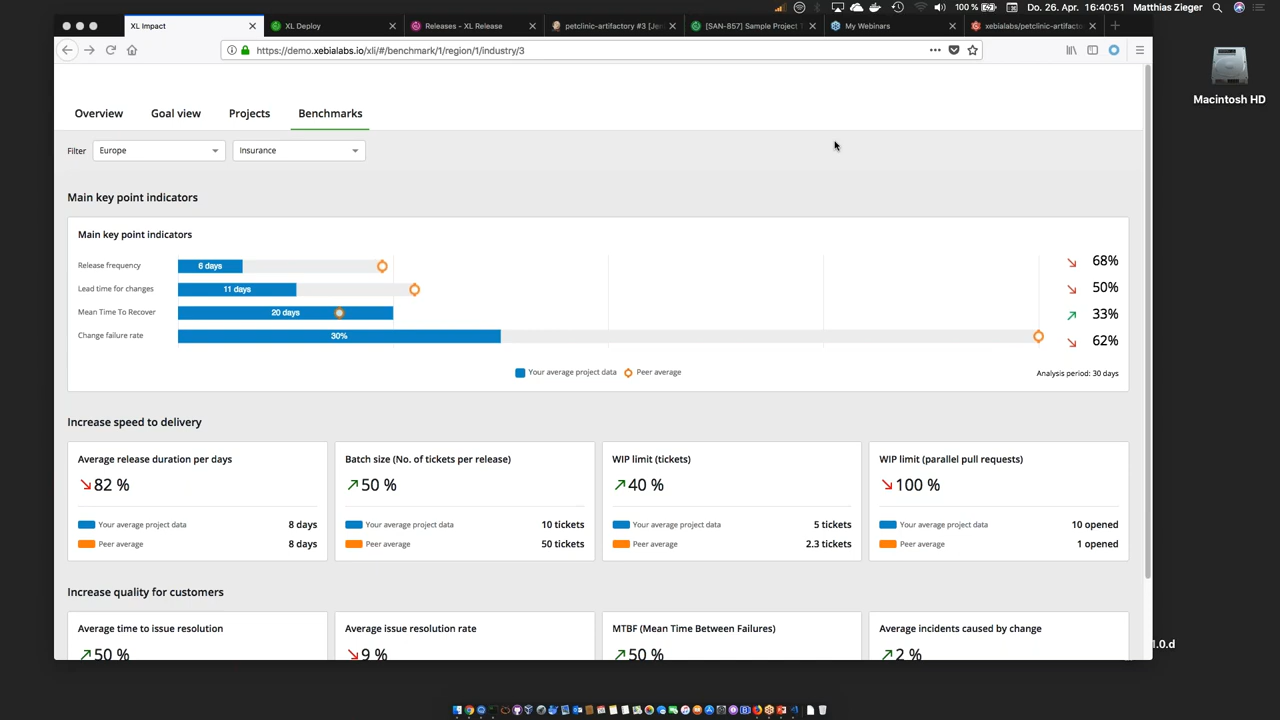 100 %
Do. 26. Apr. 16:40:51
Matthias Zieger
XL Impact
XL Deploy
Releases - XL Release
petclinic-artifactory #3 [Jen
[SAN-857] Sample Project
My Webinars
xebialabs/petclinic-artifacto
https://demo.xebialabs.io/xli/#/benchmark/1/region/1/industry/3
Macintosh HD
Overview
Goal view
Projects
Benchmarks
Filter
Europe
Insurance
Main key point indicators
Main key point indicators
Release frequency
6 days
68%
Lead time for changes
11 days
50%
Mean Time To Recover
20 days
33%
Change failure rate
30%
62%
Your average project data
Peer average
Analysis period: 30 days
Increase speed to delivery
Average release duration per days
82 %
Your average project data
8 days
Peer average
8 days
Batch size (No. of tickets per release)
50 %
Your average project data
10 tickets
Peer average
50 tickets
WIP limit (tickets)
40 %
Your average project data
5 tickets
Peer average
2.3 tickets
WIP limit (parallel pull requests)
100 %
Your average project data
10 opened
Peer average
1 opened
Increase quality for customers
Average time to issue resolution
50 %
Average issue resolution rate
9 %
MTBF (Mean Time Between Failures)
50 %
Average incidents caused by change
2 %
1.0.d